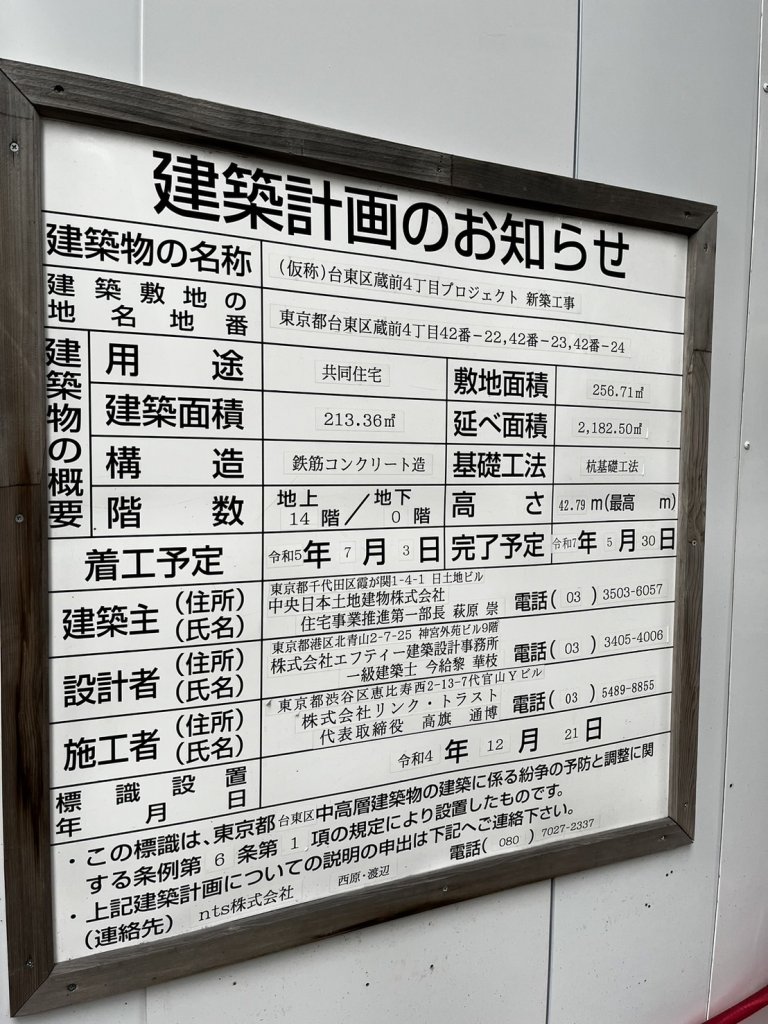 建築計画のお知らせ
建築物の名称 (仮称)台東区蔵前4丁目プロジェクト 新築工事
建築敷地の地名地番 東京都台東区蔵前4丁目42番-22,42番-23,42番-24
建築物の概要
用途 共同住宅 敷地面積 256.71㎡
建築面積 213.36㎡ 延べ面積 2,182.50㎡
構造 鉄筋コンクリート造 基礎工法 杭基礎工法
階数 地上14階/地下0階 高さ 42.79m(最高 m)
着工予定 令和5年7月3日 完了予定 令和7年5月30日
建築主(住所)(氏名)
東京都千代田区霞が関1-4-1 日土地ビル
中央日本土地建物株式会社
住宅事業推進第一部長 萩原 崇
電話(03)3503-6057
設計者(住所)(氏名)
東京都港区北青山2-7-25 神宮外苑ビル9階
株式会社エフティー建築設計事務所
一級建築士 今給黎 華枝
電話(03)3405-4006
施工者(住所)(氏名)
東京都渋谷区恵比寿西2-13-7代官山Yビル
株式会社リンク・トラスト
代表取締役 高旗 通博
電話(03)5489-8855
標識設置年月日 令和4年12月21日
・この標識は、東京都台東区中高層建築物の建築に係る紛争の予防と調整に関
する条例第6条第1項の規定により設置したものです。
・上記建築計画についての説明の申出は下記へご連絡下さい。
(連絡先) nts株式会社 西原・渡辺 電話(080)7027-2337